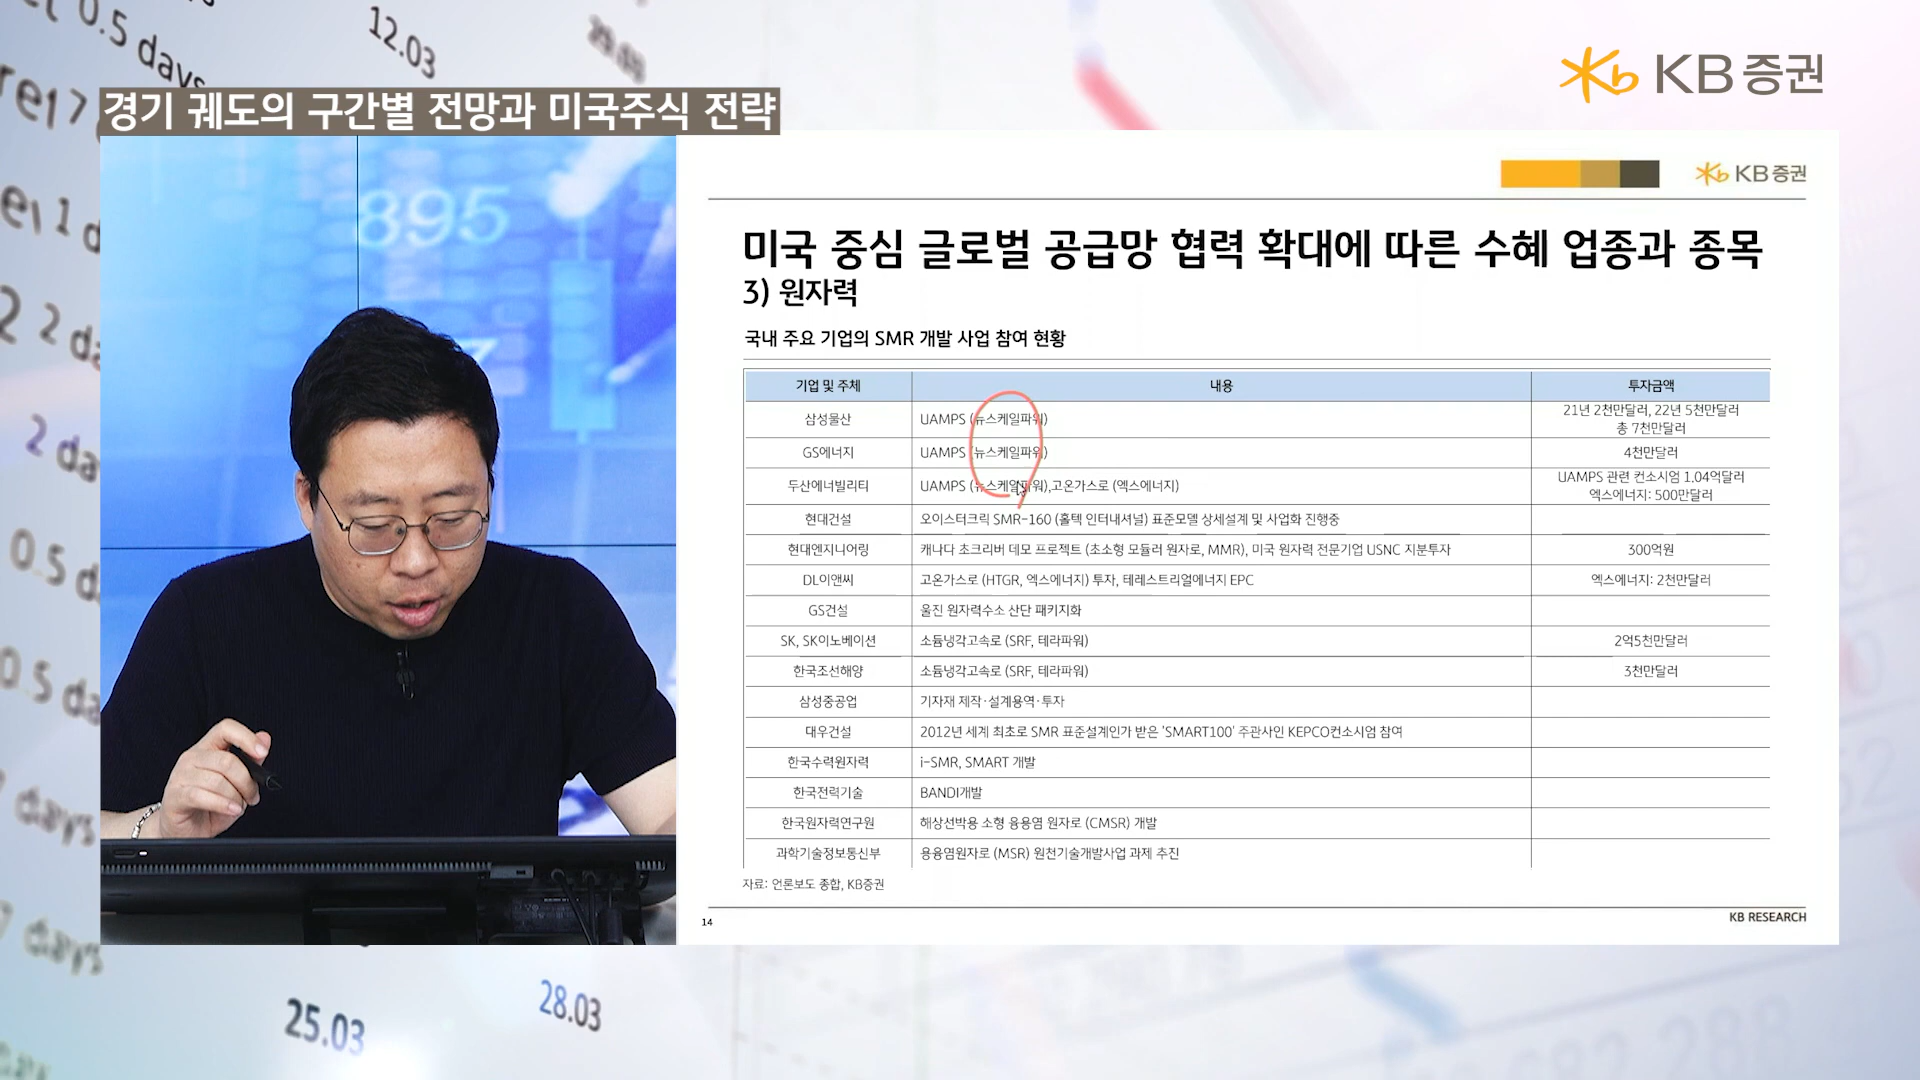 0.5 days
12.03
29.03
KB증권
경기 궤도의 구간별 전망과 미국주식 전략
895
KB증권
미국 중심 글로벌 공급망 협력 확대에 따른 수혜 업종과 종목
3) 원자력
국내 주요 기업의 SMR 개발 사업 참여 현황
기업 및 주체 내용 투자금액
삼성물산 UAMPS (뉴스케일파워) 21년 2천만달러, 22년 5천만달러
총 7천만달러
GS에너지 UAMPS (뉴스케일파워) 4천만달러
두산에너빌리티 UAMPS (뉴스케일파워),고온가스로 (엑스에너지) UAMPS 관련 컨소시엄 1.04억달러
엑스에너지: 500만달러
현대건설 오이스터크릭 SMR-160 (홀텍 인터내셔널) 표준모델 상세설계 및 사업화 진행중
현대엔지니어링 캐나다 초크리버 데모 프로젝트 (초소형 모듈러 원자로, MMR), 미국 원자력 전문기업 USNC 지분투자 300억원
DL이앤씨 고온가스로 (HTGR, 엑스에너지) 투자, 테레스트리얼에너지 EPC 엑스에너지: 2천만달러
GS건설 울진 원자력수소 산단 패키지화
SK, SK이노베이션 소듐냉각고속로 (SRF, 테라파워) 2억5천만달러
한국조선해양 소듐냉각고속로 (SRF, 테라파워) 3천만달러
삼성중공업 기자재 제작·설계용역·투자
대우건설 2012년 세계 최초로 SMR 표준설계인가 받은 'SMART100' 주관사인 KEPCO컨소시엄 참여
한국수력원자력 i-SMR, SMART 개발
한국전력기술 BANDI개발
한국원자력연구원 해상선박용 소형 융용염 원자로 (CMSR) 개발
과학기술정보통신부 용융염원자로 (MSR) 원천기술개발사업 과제 추진
자료: 언론보도 종합, KB증권
14
KB RESEARCH
2 da
0.5 d
0.5 da
days
days
25.03
28.03